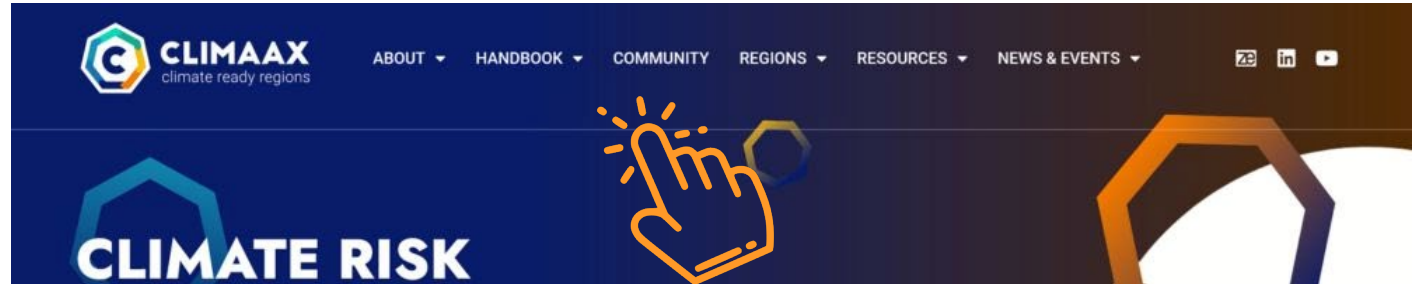 CLIMAAX
climate ready regions
ABOUT HANDBOOK COMMUNITY REGIONS RESOURCES NEWS & EVENTS
CLIMATE RISK